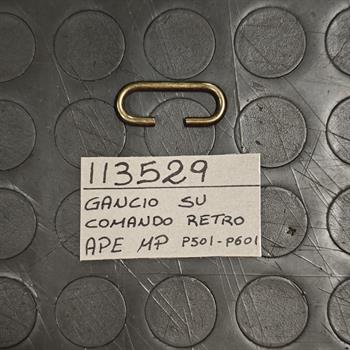 113529
GANCIO SU
COMANDO RETRO
APE MP P501-P601